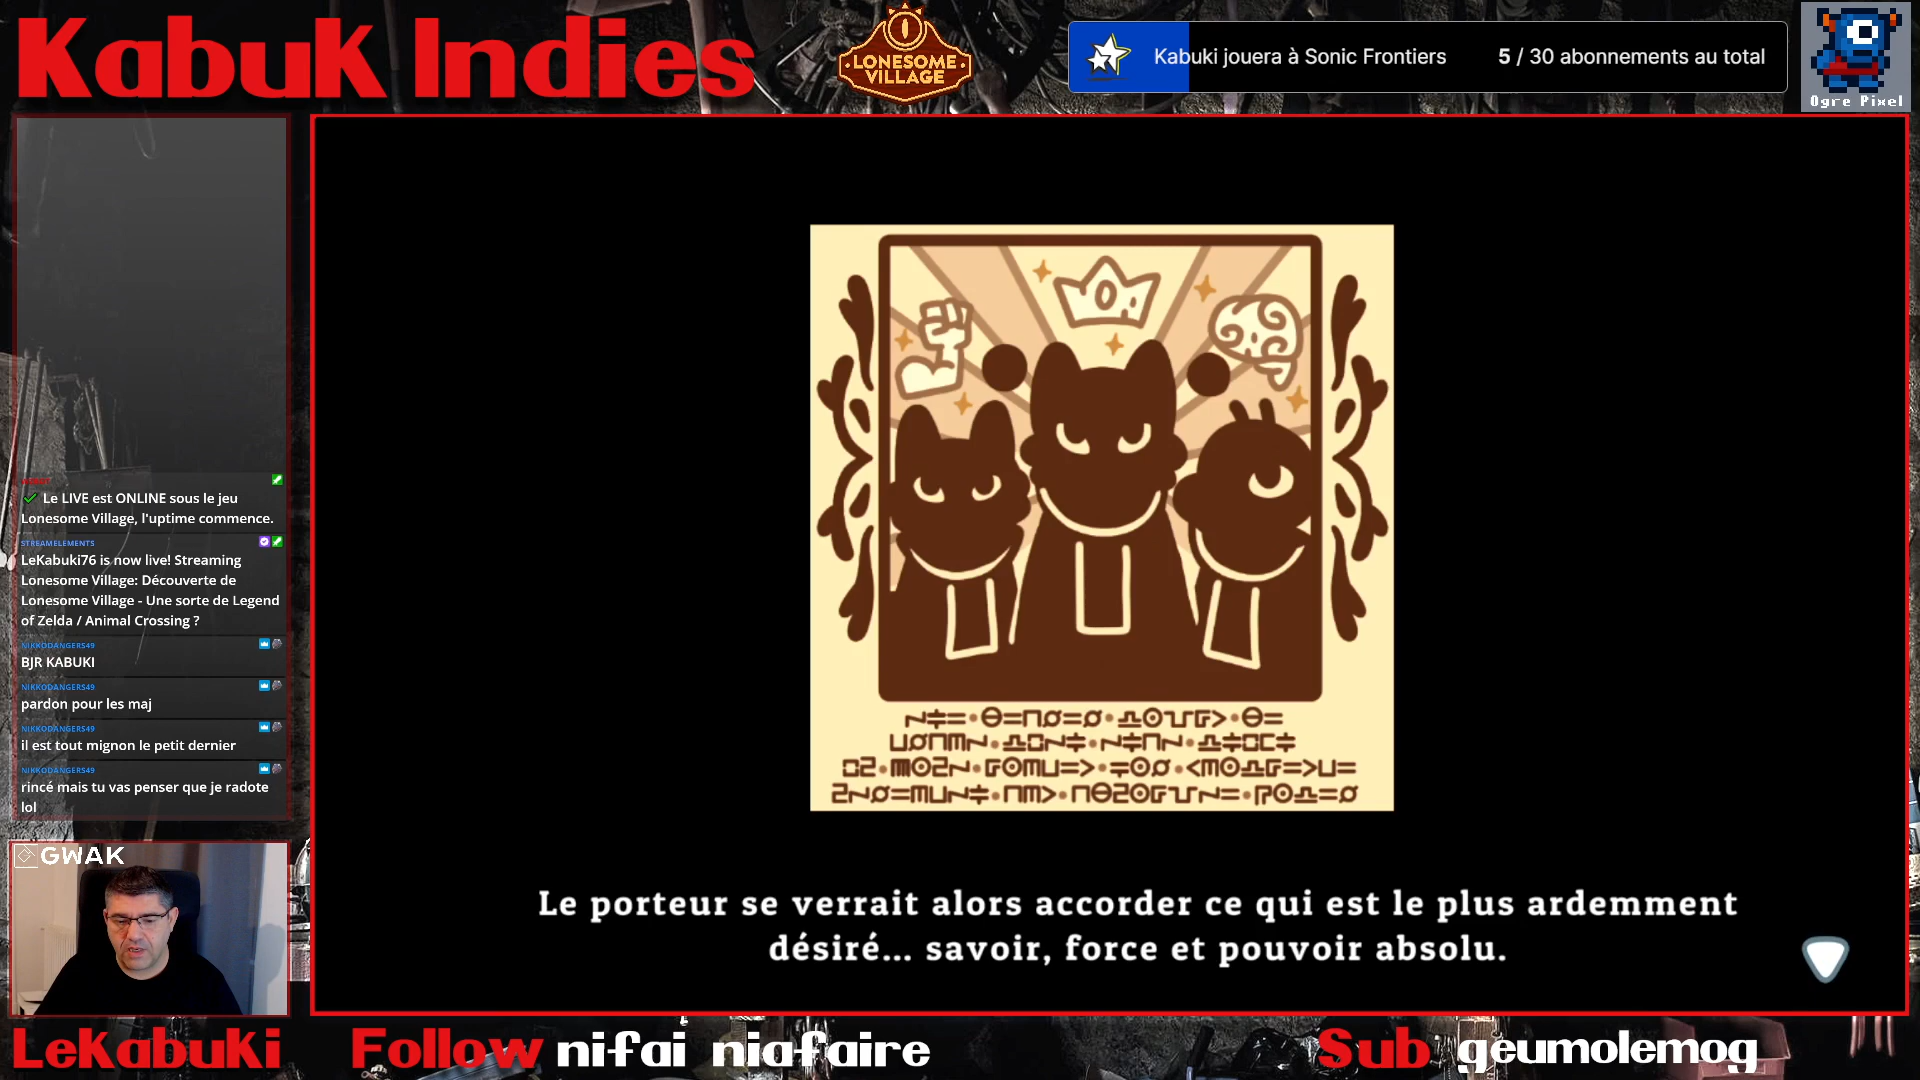 Kabuk Indies
LONESOME
VILLAGE
Kabuki jouera à Sonic Frontiers 5 / 30 abonnements au total
Ogre Pixel
Le LIVE est ONLINE sous le jeu
Lonesome Village, l'uptime commence.
STREAMELEMENTS
LeKabuki76 is now live! Streaming
Lonesome Village: Découverte de
Lonesome Village - Une sorte de Legend
of Zelda / Animal Crossing ?
NIKKODANGERS49
BJR KABUKI
NIKKODANGERS49
pardon pour les maj
NIKKODANGERS49
il est tout mignon le petit dernier
NIKKODANGERS49
rincé mais tu vas penser que je radote
lol
GWAK
Le porteur se verrait alors accorder ce qui est le plus ardemment
désiré... savoir, force et pouvoir absolu.
LeKabuki Follow nifai_niafaire Sub geumolemog